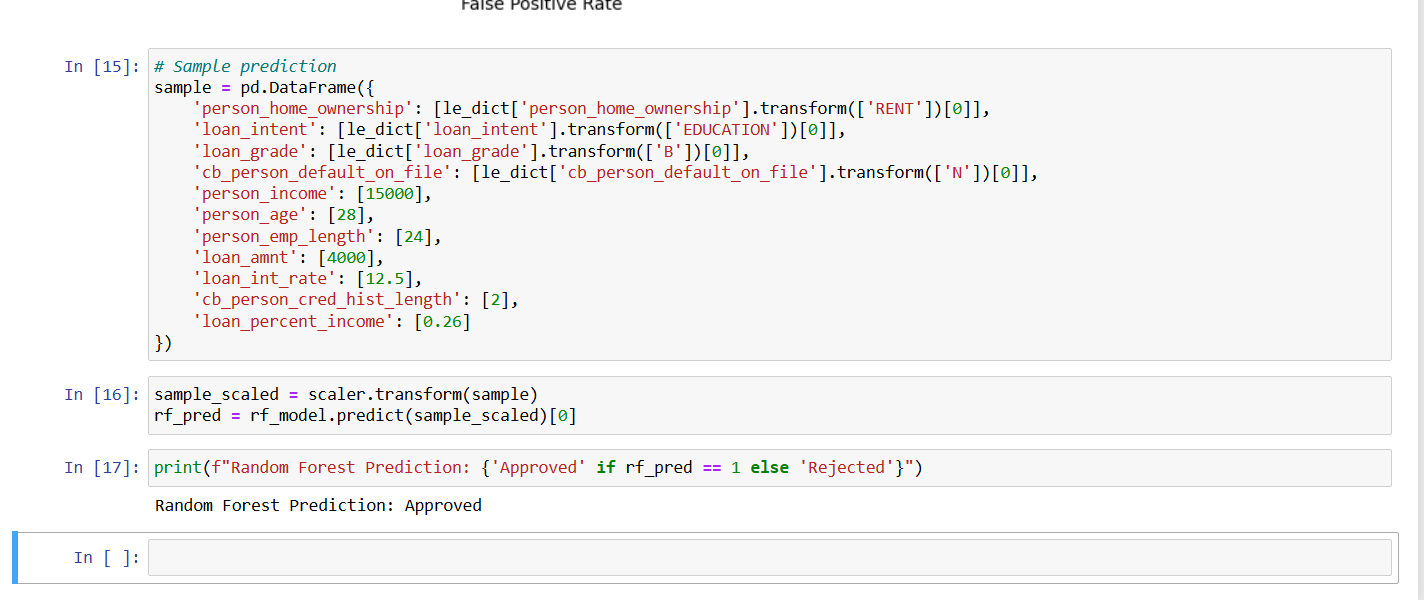 False Positive Rate
In [15]: # Sample prediction
sample = pd.DataFrame({
    'person_home_ownership': [le_dict['person_home_ownership'].transform(['RENT'])[0]],
    'loan_intent': [le_dict['loan_intent'].transform(['EDUCATION'])[0]],
    'loan_grade': [le_dict['loan_grade'].transform(['B'])[0]],
    'cb_person_default_on_file': [le_dict['cb_person_default_on_file'].transform(['N'])[0]],
    'person_income': [15000],
    'person_age': [28],
    'person_emp_length': [24],
    'loan_amnt': [4000],
    'loan_int_rate': [12.5],
    'cb_person_cred_hist_length': [2],
    'loan_percent_income': [0.26]
})
In [16]: sample_scaled = scaler.transform(sample)
rf_pred = rf_model.predict(sample_scaled)[0]
In [17]: print(f"Random Forest Prediction: {'Approved' if rf_pred == 1 else 'Rejected'}")
Random Forest Prediction: Approved
In [ ]: